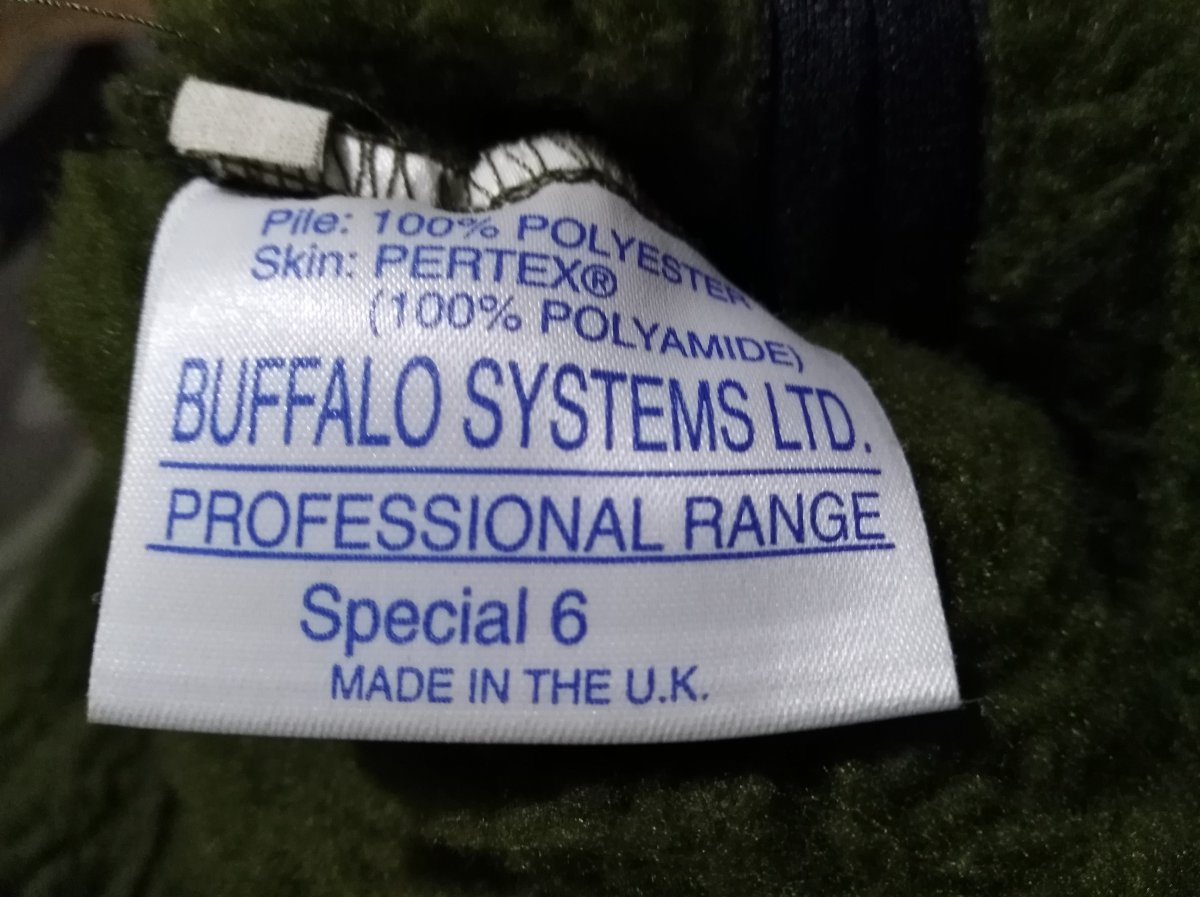 Pile: 100% POLYESTER
Skin: PERTEX®
(100% POLYAMIDE)
BUFFALO SYSTEMS LTD.
PROFESSIONAL RANGE
Special 6
MADE IN THE U.K.